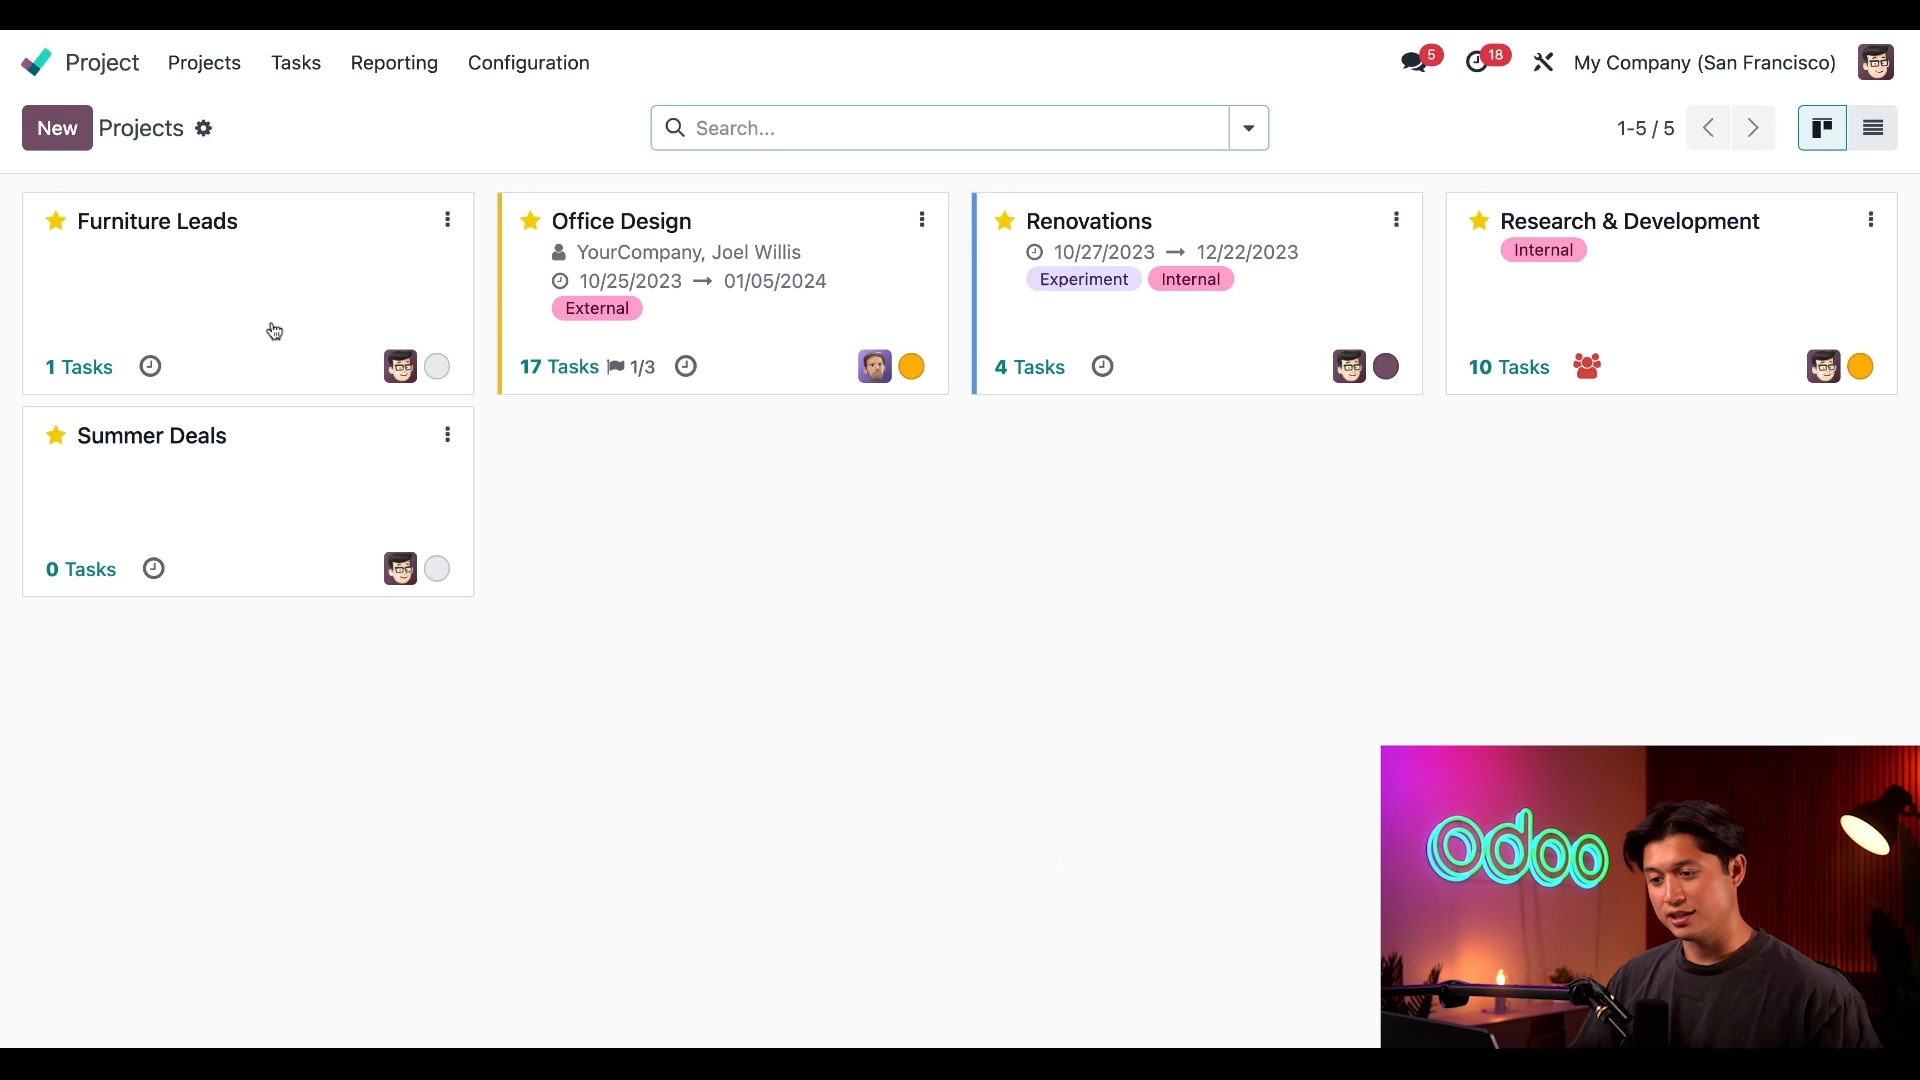 Project Projects Tasks Reporting Configuration 5 18 My Company (San Francisco)
New Projects Search... 1-5 / 5
Furniture Leads
1 Tasks
Office Design
YourCompany, Joel Willis
10/25/2023 → 01/05/2024
External
17 Tasks 1/3
Renovations
10/27/2023 → 12/22/2023
Experiment Internal
4 Tasks
Research & Development
Internal
10 Tasks
Summer Deals
0 Tasks
odoo